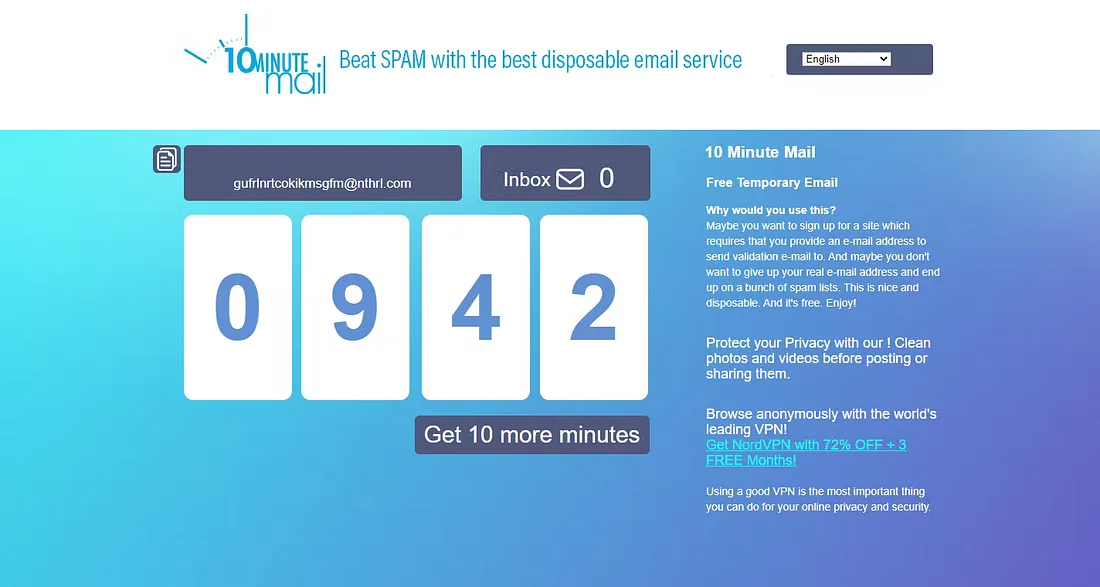 10 MINUTE
mail
Beat SPAM with the best disposable email service
English
gufrlnrtcokikmsgfm@nthrl.com
Inbox 0
0 9 4 2
Get 10 more minutes
10 Minute Mail
Free Temporary Email
Why would you use this?
Maybe you want to sign up for a site which
requires that you provide an e-mail address to
send validation e-mail to. And maybe you don't
want to give up your real e-mail address and end
up on a bunch of spam lists. This is nice and
disposable. And it's free. Enjoy!
Protect your Privacy with our ! Clean
photos and videos before posting or
sharing them.
Browse anonymously with the world's
leading VPN!
Get NordVPN with 72% OFF + 3
FREE Months!
Using a good VPN is the most important thing
you can do for your online privacy and security.